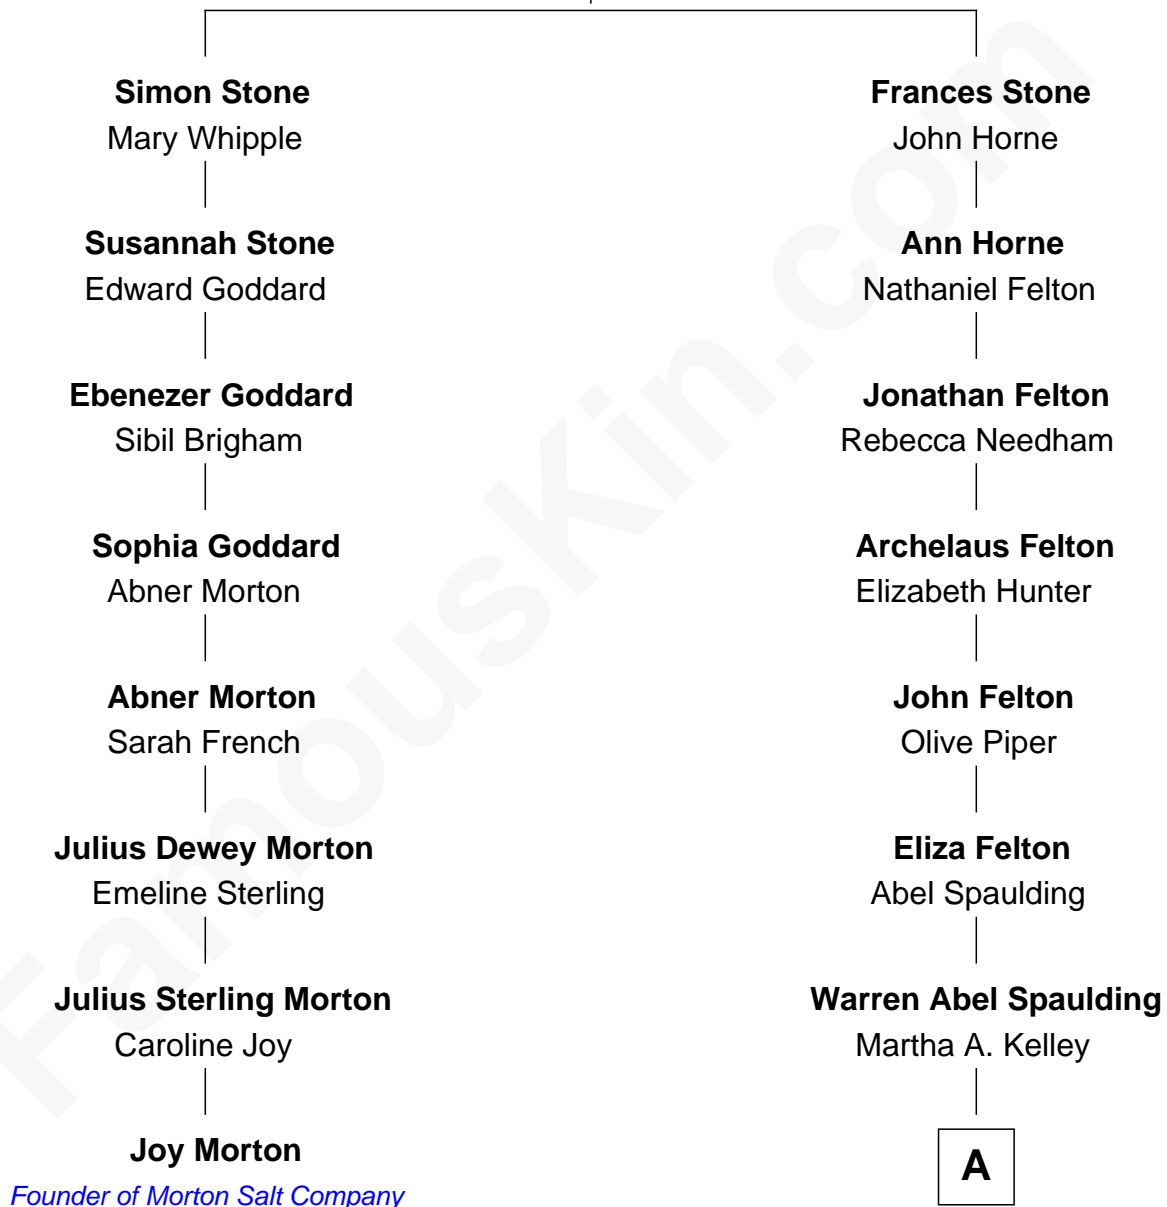 Simon Stone
Mary Whipple
Susannah Stone
Edward Goddard
Ebenezer Goddard
Sibil Brigham
Sophia Goddard
Abner Morton
Abner Morton
Sarah French
Julius Dewey Morton
Emeline Sterling
Julius Sterling Morton
Caroline Joy
Joy Morton
Founder of Morton Salt Company
Frances Stone
John Horne
Ann Horne
Nathaniel Felton
Jonathan Felton
Rebecca Needham
Archelaus Felton
Elizabeth Hunter
John Felton
Olive Piper
Eliza Felton
Abel Spaulding
Warren Abel Spaulding
Martha A. Kelley
A
FamousKin.com